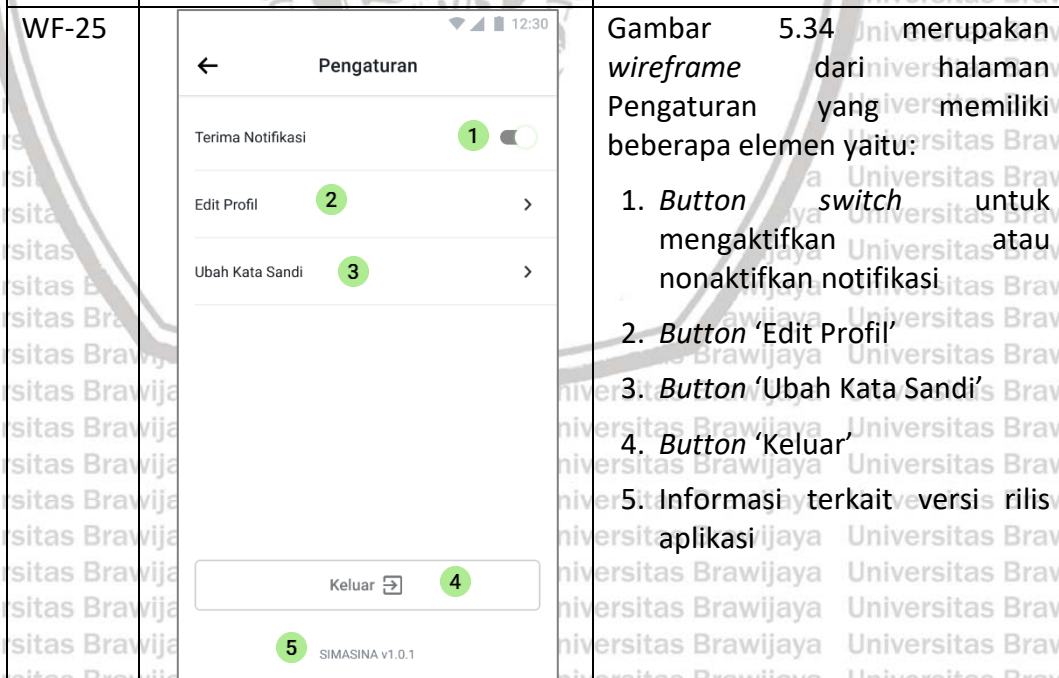 WF-25
12:30
Pengaturan
Terima Notifikasi 1
Edit Profil 2
Ubah Kata Sandi 3
Keluar 4
5 SIMASINA v1.0.1
Gambar 5.34 merupakan
wireframe dari halaman
Pengaturan yang memiliki
beberapa elemen yaitu:
1. Button switch untuk
mengaktifkan atau
nonaktifkan notifikasi
2. Button ‘Edit Profil’
3. Button ‘Ubah Kata Sandi’
4. Button ‘Keluar’
5. Informasi terkait versi rilis
aplikasi